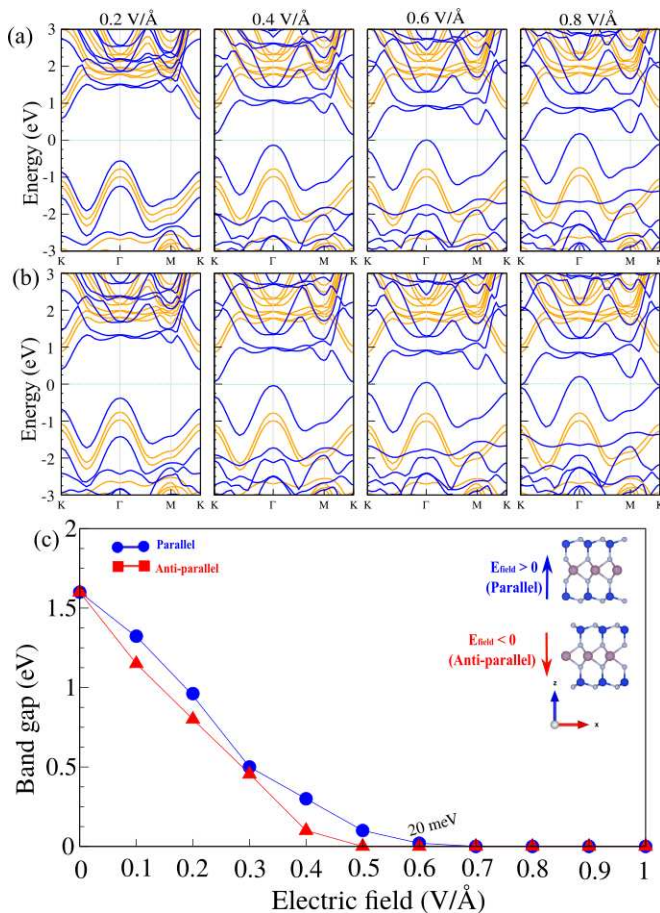 0.2 V/Å 0.4 V/Å 0.6 V/Å 0.8 V/Å
(a)
Energy (eV)
3
2
1
0
-1
-2
-3
K Γ M K K Γ M K K Γ M K K Γ M K
(b)
Energy (eV)
3
2
1
0
-1
-2
-3
K Γ M K K Γ M K K Γ M K K Γ M K
(c)
Band gap (eV)
2
1.5
1
0.5
0
Parallel
Anti-parallel
E field > 0
(Parallel)
E field < 0
(Anti-parallel)
z
x
20 meV
0 0.1 0.2 0.3 0.4 0.5 0.6 0.7 0.8 0.9 1
Electric field (V/Å)